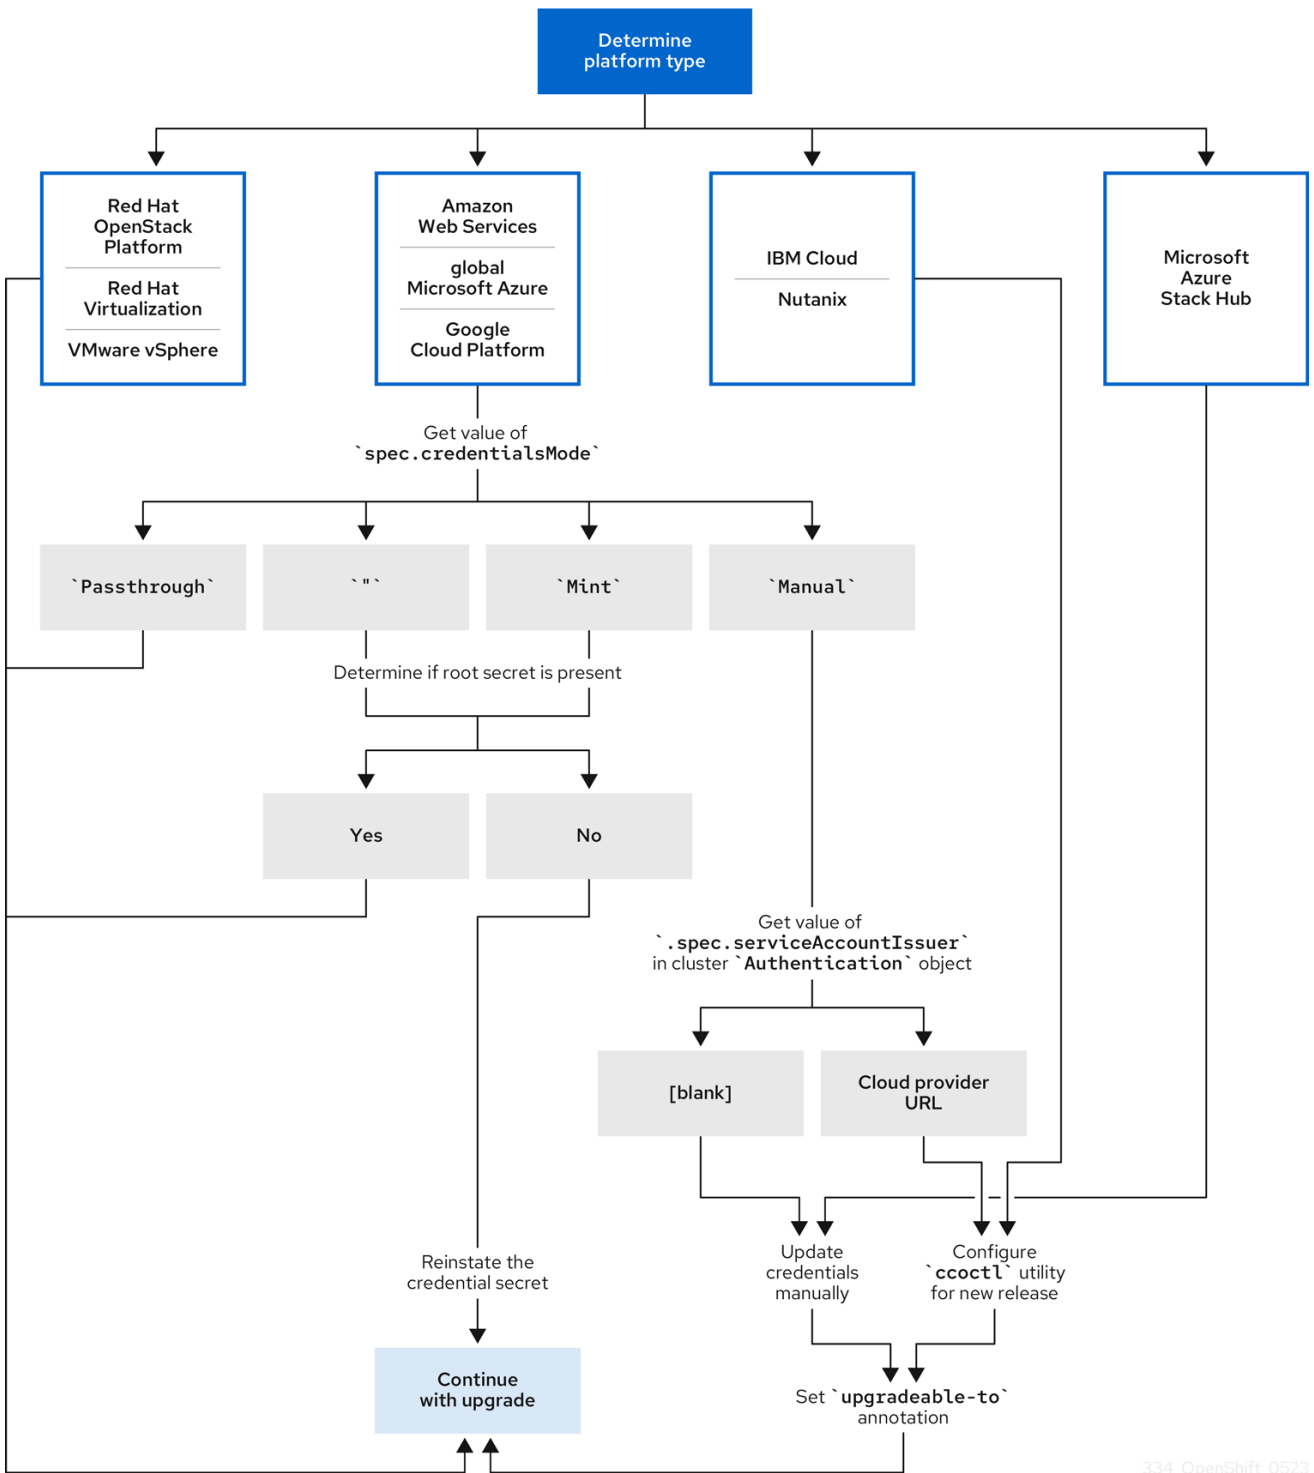 Determine
platform type
Red Hat
OpenStack
Platform
Red Hat
Virtualization
VMware vSphere
Amazon
Web Services
global
Microsoft Azure
Google
Cloud Platform
IBM Cloud
Nutanix
Microsoft
Azure
Stack Hub
Get value of
`spec.credentialsMode`
`Passthrough`
`"`
`Mint`
`Manual`
Determine if root secret is present
Yes
No
Get value of
`.spec.serviceAccountIssuer`
in cluster `Authentication` object
[blank]
Cloud provider
URL
Reinstate the
credential secret
Update
credentials
manually
Configure
`ccoctl` utility
for new release
Continue
with upgrade
Set `upgradeable-to`
annotation
334_OpenShift_0523